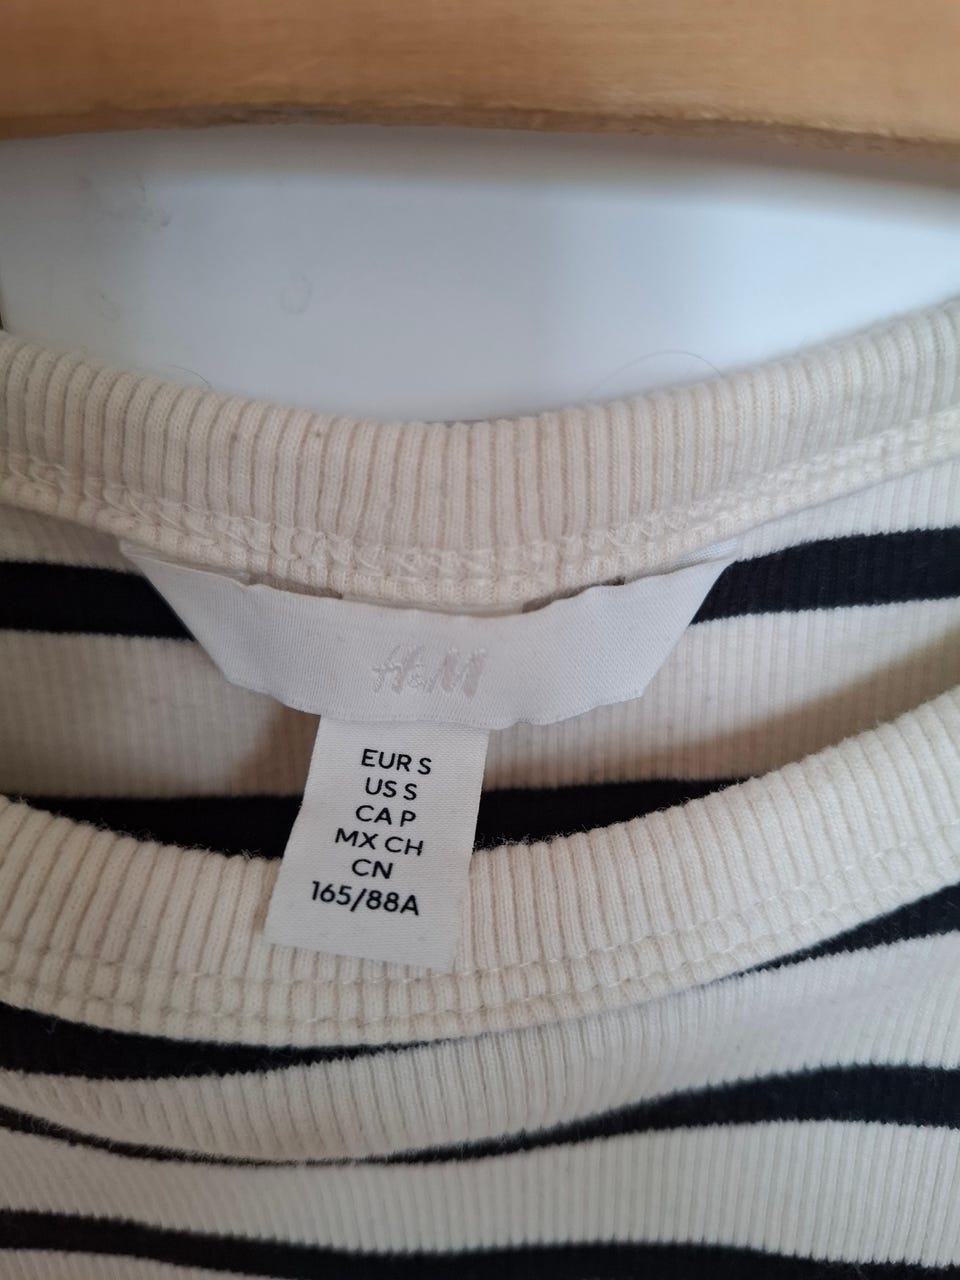 H&M
EUR S
US S
CA P
MX CH
CN
165/88A